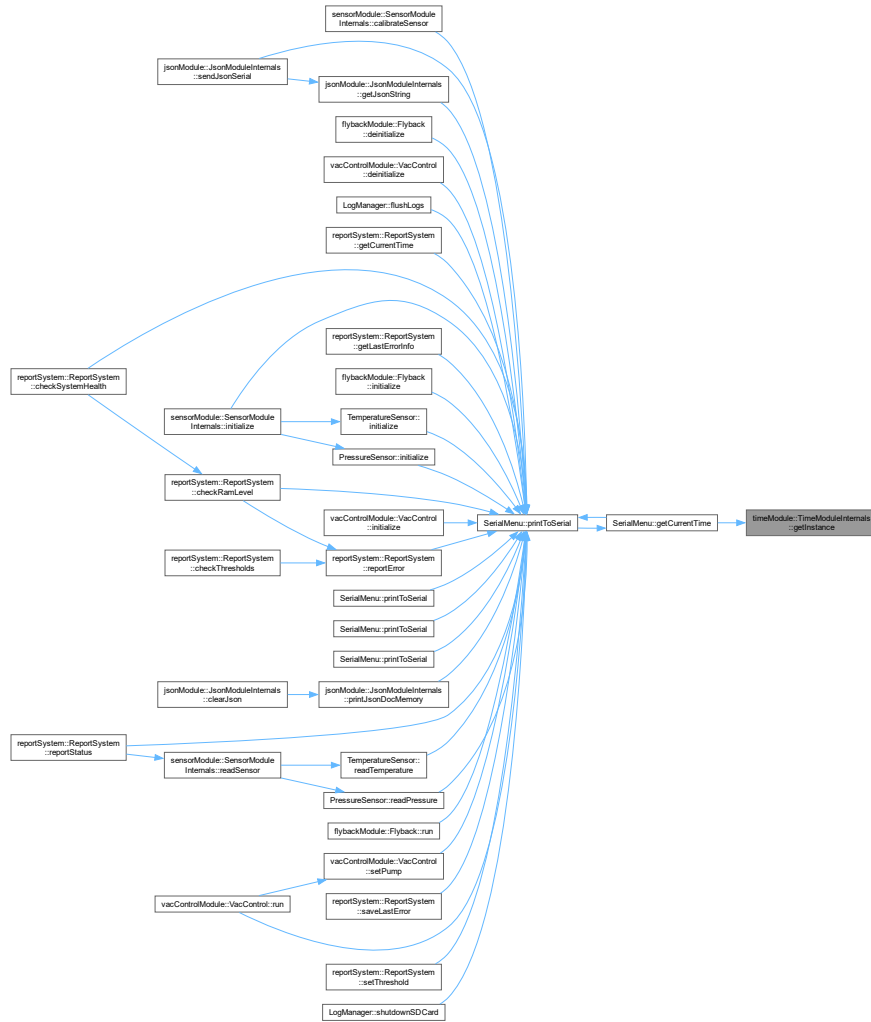 sensorModule::SensorModule
Internals::calibrateSensor
jsonModule::JsonModuleInternals
::sendJsonSerial
jsonModule::JsonModuleInternals
::getJsonString
flybackModule::Flyback
::deinitialize
vacControlModule::VacControl
::deinitialize
LogManager::flushLogs
reportSystem::ReportSystem
::getCurrentTime
reportSystem::ReportSystem
::getLastErrorInfo
reportSystem::ReportSystem
::checkSystemHealth
flybackModule::Flyback
::initialize
sensorModule::SensorModule
Internals::initialize
TemperatureSensor::
initialize
PressureSensor::initialize
reportSystem::ReportSystem
::checkRamLevel
vacControlModule::VacControl
::initialize
SerialMenu::printToSerial
SerialMenu::getCurrentTime
timeModule::TimeModuleInternals
::getInstance
reportSystem::ReportSystem
::checkThresholds
reportSystem::ReportSystem
::reportError
SerialMenu::printToSerial
SerialMenu::printToSerial
SerialMenu::printToSerial
jsonModule::JsonModuleInternals
::clearJson
jsonModule::JsonModuleInternals
::printJsonDocMemory
reportSystem::ReportSystem
::reportStatus
sensorModule::SensorModule
Internals::readSensor
TemperatureSensor::
readTemperature
PressureSensor::readPressure
flybackModule::Flyback::run
vacControlModule::VacControl
::setPump
vacControlModule::VacControl::run
reportSystem::ReportSystem
::saveLastError
reportSystem::ReportSystem
::setThreshold
LogManager::shutdownSDCard